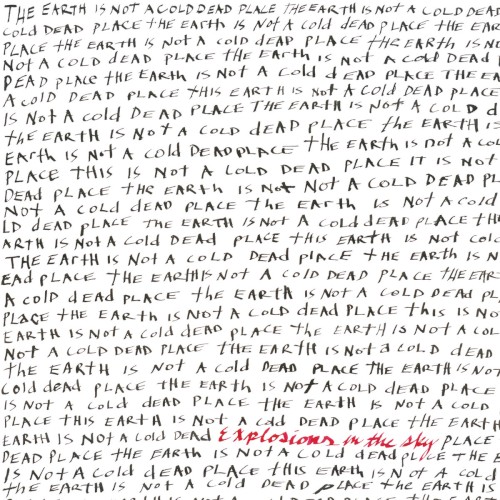 THE EARTH IS NOT A COLD DEAD PLACE THE EARTH IS NOT A COLD DEAD
Cold DEAD PLACE THE EARTH IS NOT A COLD dEAD PLACE THE EAR
PLACE THE EARTH IS NOT A cold dEAD PLACE THE EARTH IS NO
NOT A COLD DEAD PLACE THE EARTH IS NOT A cold DEAD
DEAD PLACE THE EARTH IS NOT A Cold dEAD PLACE THE EA
A cOlD DEAD PLACE THIS EARTH IS NOT A COLD DEAD PLACE
IS NOT A cold DEAD PLACE THE EARTH IS NOT A COLD D
the EARTH IS NOT A COLD dEAD PLACE the EARTH IS
EARTH IS NOT A cold DEAD PLACE THE EARTH IS NOT A COL
PLACE THIS IS NOT A COLD DEAD PLACE IT IS NOT
DEAD PLACE THE EARTH IS NOT NOT A COLD DEAD PL
NOT A cold dEAD PLACE THE EARTH IS NOT A cold
LD DEAD PLACE THE EARTH IS NOT A COLD dEAD PLACE TH
ARTH IS NOT A Cold DEAd PLACE THIS EARTH IS NOT COL
THE EARTH IS NOT A COLD DEAD PlACE THE EARTH IS N
EAD PLACE THE EARTH IS NOT A COLD DEAD PLACE THE EAR
A cold dEAD PLACE the EARTH IS NOT A COLD DEAD PL
PLACE THE EARTH IS NOT A COLD DEAD PLACE this IS NO
EARTH IS NOT A cold dEAD PLACE THE EARTH IS NOT A COL
NOT A COLD DEAD PLACE THE EARTH IS NOT A COLD DEAD
the EARTH IS NOT A cold DEAD PLACE THE EARTH IS NOT
COLD dEAD PLACE THE EARTH IS NOT A COLD DEAD PLACE
IS NOT A COLD dEAD PLACE THE EARTH IS NOT A COLD
PLACE THIS EARTH IS NOT A cold DEAD PLACE THE EARTH
EARTH IS NOT A cold DEAD Explosions in the sky PLACE
DEAD PLACE THE EARTH IS NOT A COLD dEAD PLACE THE E
IS NOT A Cold dEAD PLACE THIS EARTH IS NOT A cold
PLACE THE EARTH IS NOT A COLD DEAD PLACE THE EARTH IS